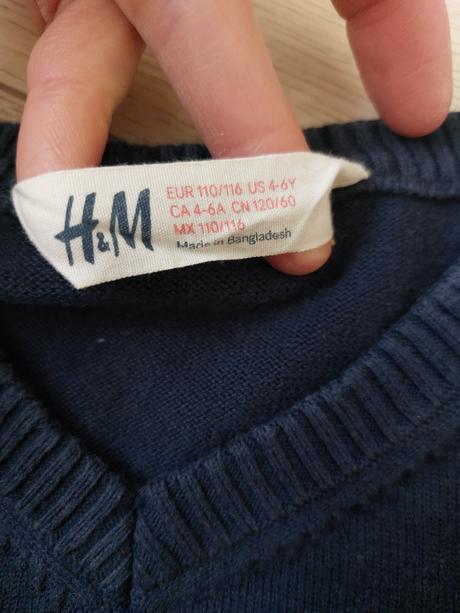 H&M
EUR 110/116 US 4-6Y
CA 4-6A CN 120/60
MX 110/116
Made in Bangladesh